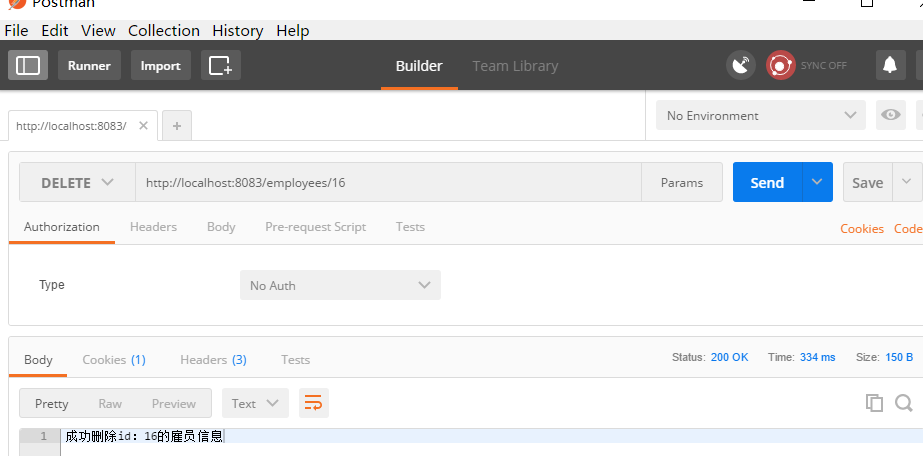 Postman
File Edit View Collection History Help
Runner Import Builder Team Library SYNC OFF
http://localhost:8083/ No Environment
DELETE http://localhost:8083/employees/16 Params Send Save
Authorization Headers Body Pre-request Script Tests Cookies Code
Type No Auth
Body Cookies (1) Headers (3) Tests Status: 200 OK Time: 334 ms Size: 150 B
Pretty Raw Preview Text
1 成功删除id：16的雇员信息